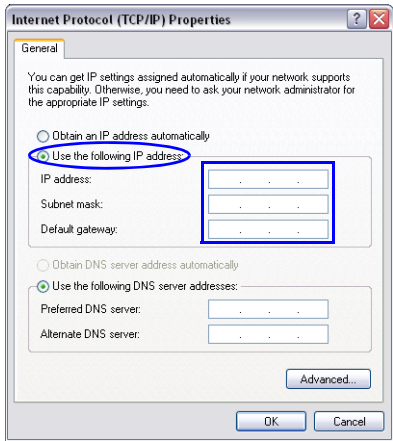 Internet Protocol (TCP/IP) Properties
General
You can get IP settings assigned automatically if your network supports
this capability. Otherwise, you need to ask your network administrator for
the appropriate IP settings.
Obtain an IP address automatically
Use the following IP address:
IP address:
Subnet mask:
Default gateway:
Obtain DNS server address automatically
Use the following DNS server addresses:
Preferred DNS server:
Alternate DNS server:
Advanced...
OK Cancel